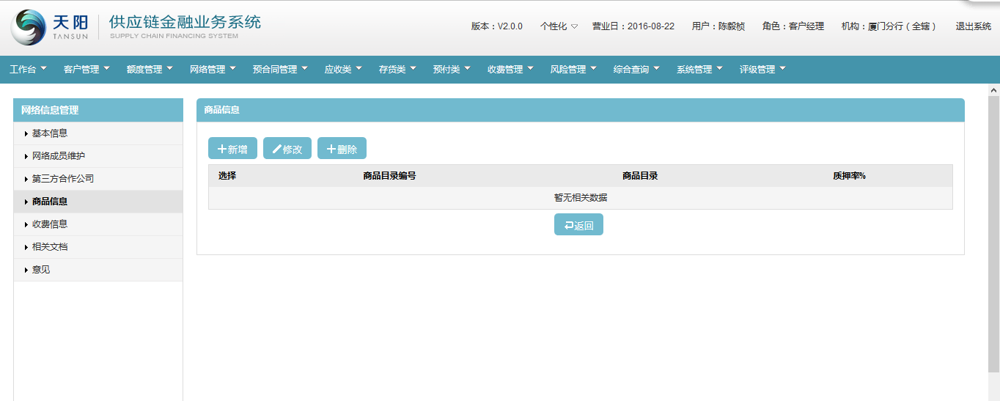 天阳
TANSUN
供应链金融业务系统
SUPPLY CHAIN FINANCING SYSTEM
版本：V2.0.0 个性化 营业日：2016-08-22 用户：陈毅桢 角色：客户经理 机构：厦门分行（全辖） 退出系统
工作台 客户管理 额度管理 网络管理 预合同管理 应收类 存货类 预付类 收费管理 风险管理 综合查询 系统管理 评级管理
网络信息管理
基本信息
网络成员维护
第三方合作公司
商品信息
收费信息
相关文档
意见
商品信息
新增 修改 删除
选择 商品目录编号 商品目录 质押率%
暂无相关数据
返回